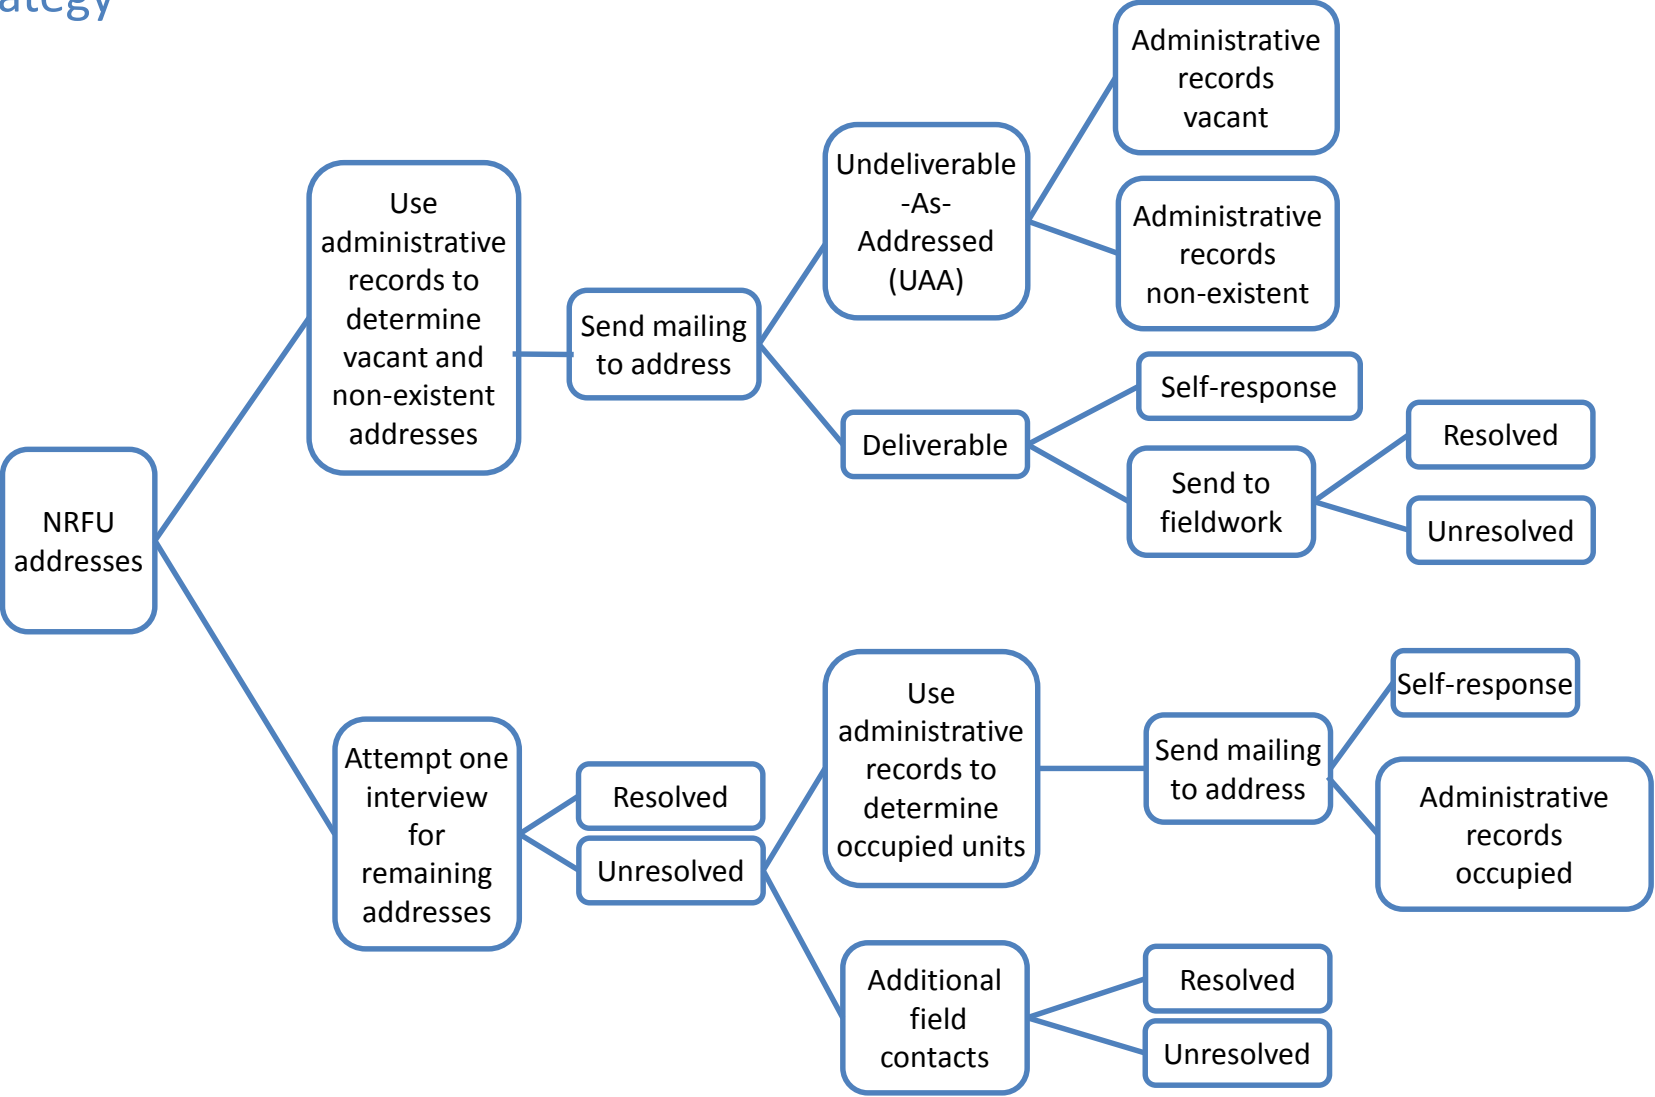 Administrative
records
vacant
Undeliverable
-As-
Addressed
(UAA)
Administrative
records
non-existent
Use
administrative
records to
determine
vacant and
non-existent
addresses
Send mailing
to address
Self-response
Deliverable
Resolved
Send to
fieldwork
Unresolved
NRFU
addresses
Attempt one
interview
for
remaining
addresses
Resolved
Unresolved
Use
administrative
records to
determine
occupied units
Send mailing
to address
Self-response
Administrative
records
occupied
Additional
field
contacts
Resolved
Unresolved